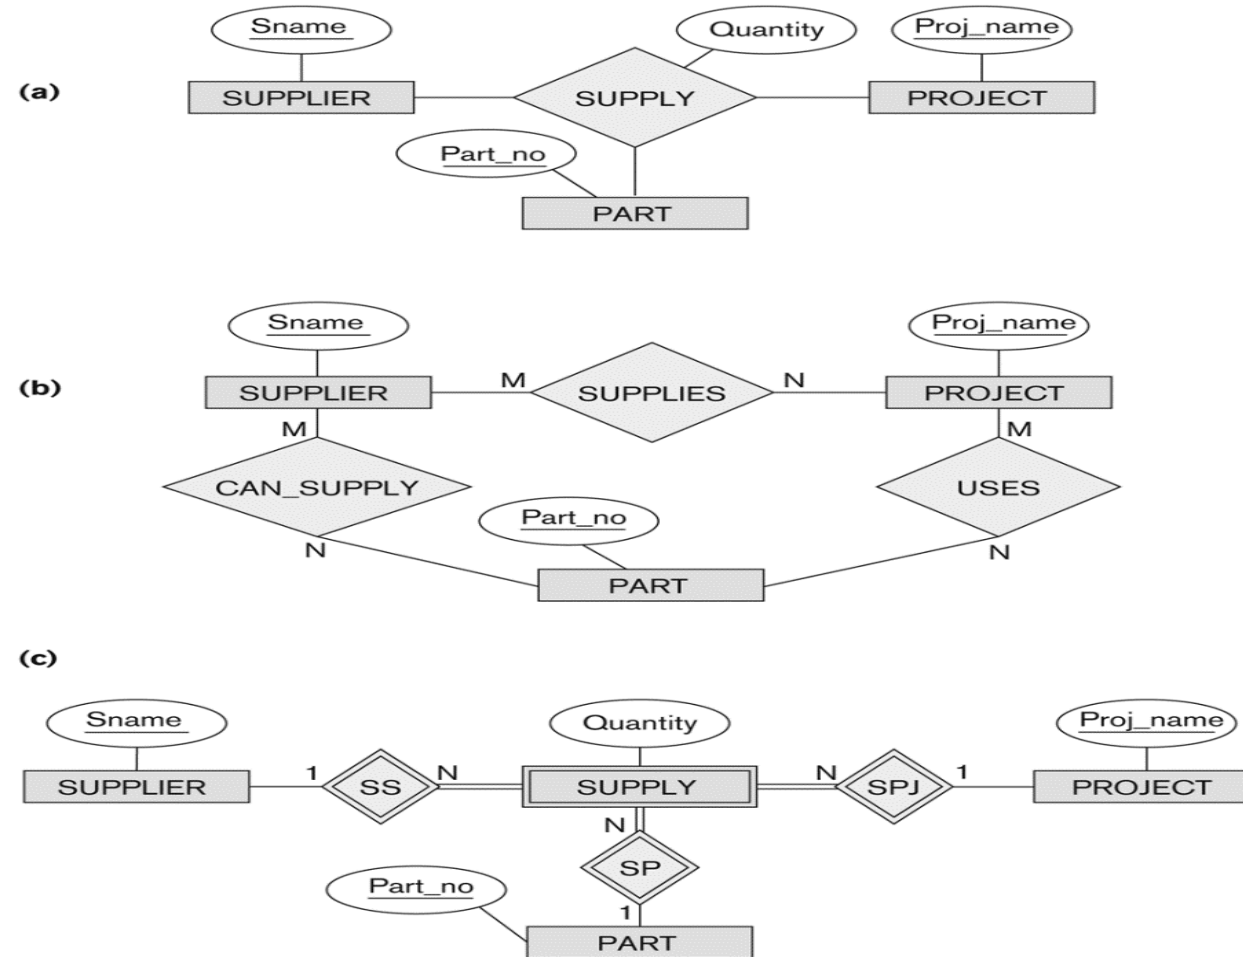 Sname Quantity Proj_name
(a) SUPPLIER SUPPLY PROJECT
Part_no
PART
Sname Proj_name
(b) SUPPLIER M SUPPLIES N PROJECT
M M
CAN_SUPPLY USES
Part_no
N N
PART
(c)
Sname Quantity Proj_name
SUPPLIER 1 SS N SUPPLY N SPJ 1 PROJECT
N
SP
Part_no
1
PART